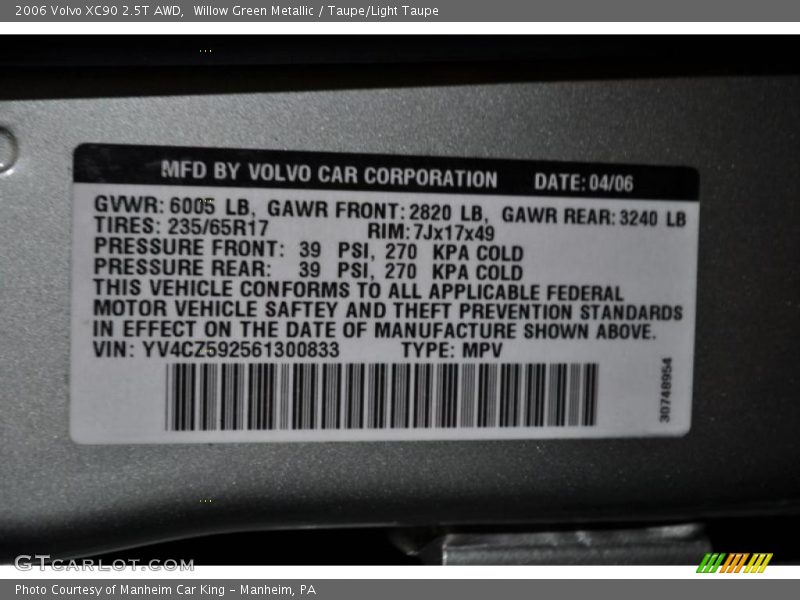 2006 Volvo XC90 2.5T AWD, Willow Green Metallic / Taupe/Light Taupe
MFD BY VOLVO CAR CORPORATION DATE: 04/06
GVWR: 6005 LB, GAWR FRONT: 2820 LB, GAWR REAR: 3240 LB
TIRES: 235/65R17 RIM: 7Jx17x49
PRESSURE FRONT: 39 PSI, 270 KPA COLD
PRESSURE REAR: 39 PSI, 270 KPA COLD
THIS VEHICLE CONFORMS TO ALL APPLICABLE FEDERAL
MOTOR VEHICLE SAFTEY AND THEFT PREVENTION STANDARDS
IN EFFECT ON THE DATE OF MANUFACTURE SHOWN ABOVE.
VIN: YV4CZ592561300833 TYPE: MPV
30748954
GTCARLOT.COM
Photo Courtesy of Manheim Car King - Manheim, PA